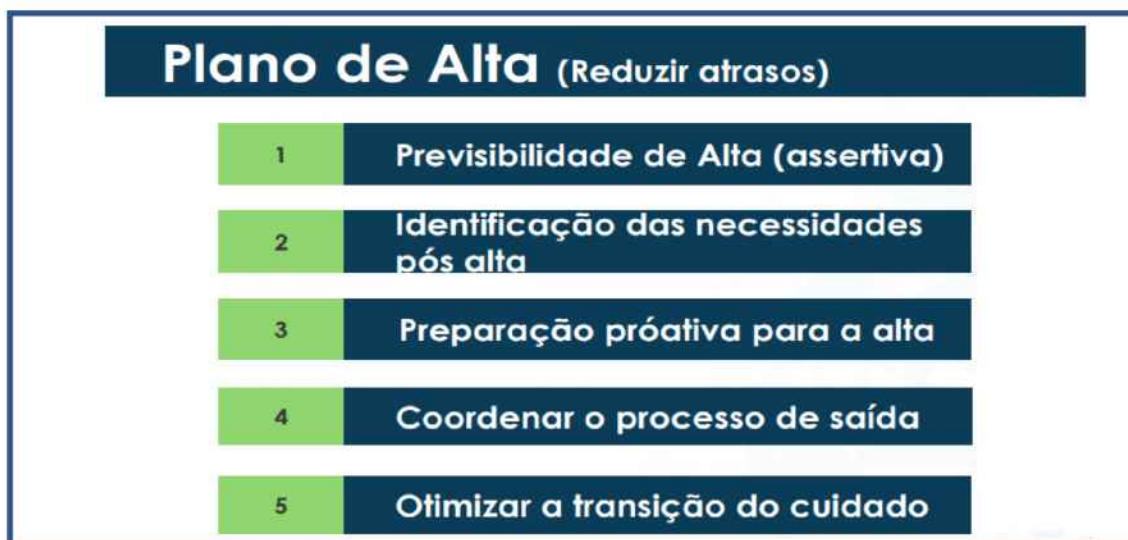 Plano de Alta (Reduzir atrasos)
1 Previsibilidade de Alta (assertiva)
2 Identificação das necessidades
pós alta
3 Preparação próativa para a alta
4 Coordenar o processo de saída
5 Otimizar a transição do cuidado